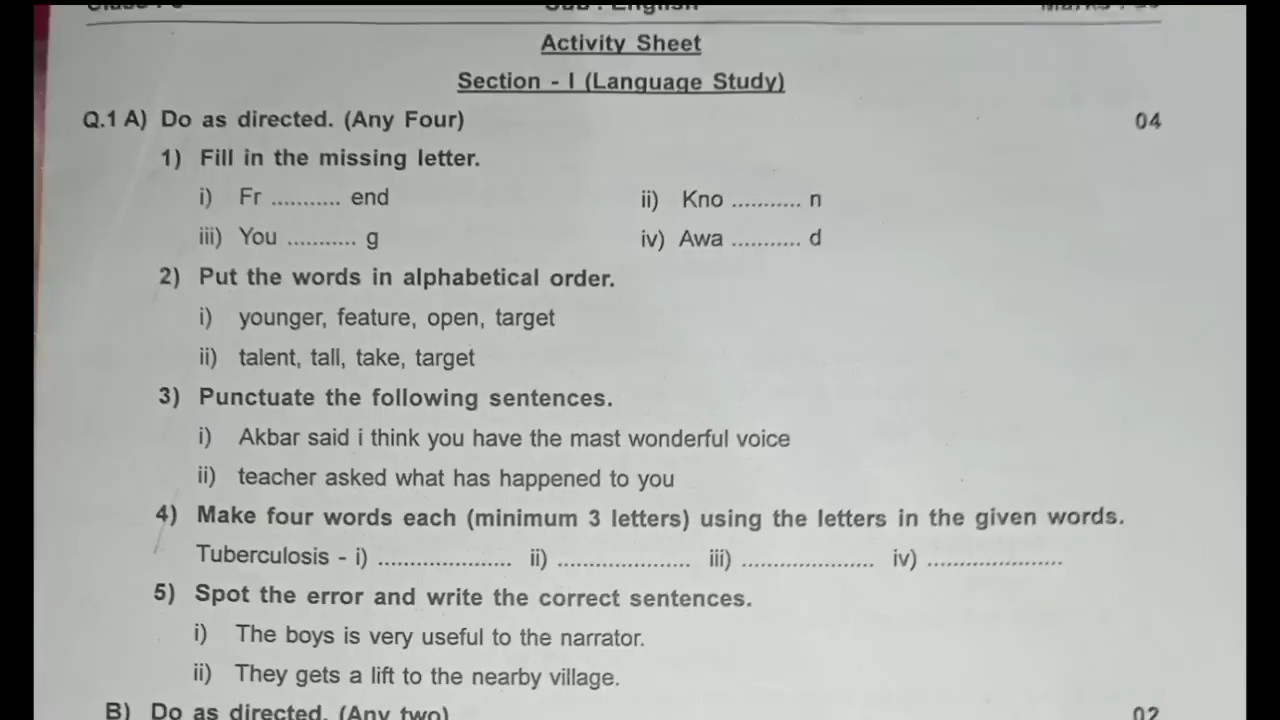 Sub : English
Activity Sheet
Section - I (Language Study)
Q.1 A) Do as directed. (Any Four) 04
1) Fill in the missing letter.
i) Fr ........... end ii) Kno ........... n
iii) You ........... g iv) Awa ........... d
2) Put the words in alphabetical order.
i) younger, feature, open, target
ii) talent, tall, take, target
3) Punctuate the following sentences.
i) Akbar said i think you have the mast wonderful voice
ii) teacher asked what has happened to you
4) Make four words each (minimum 3 letters) using the letters in the given words.
Tuberculosis - i) ..................... ii) ..................... iii) ..................... iv) .....................
5) Spot the error and write the correct sentences.
i) The boys is very useful to the narrator.
ii) They gets a lift to the nearby village.
B) Do as directed. (Any two) 02